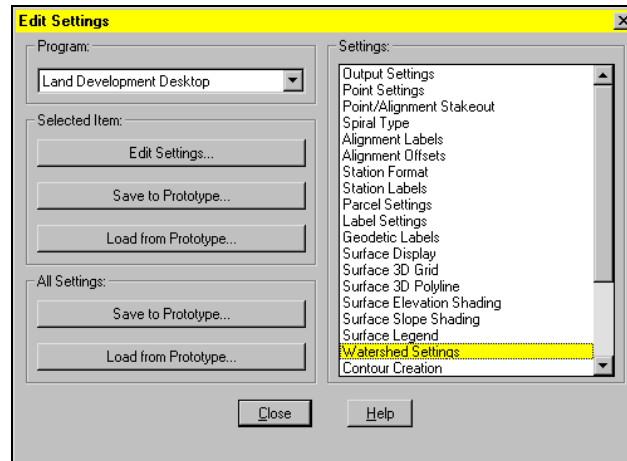 Edit Settings
Program:
Land Development Desktop
Selected Item:
Edit Settings...
Save to Prototype...
Load from Prototype...
All Settings:
Save to Prototype...
Load from Prototype...
Settings:
Output Settings
Point Settings
Point/Alignment Stakeout
Spiral Type
Alignment Labels
Alignment Offsets
Station Format
Station Labels
Parcel Settings
Label Settings
Geodetic Labels
Surface Display
Surface 3D Grid
Surface 3D Polyline
Surface Elevation Shading
Surface Slope Shading
Surface Legend
Watershed Settings
Contour Creation
Close
Help